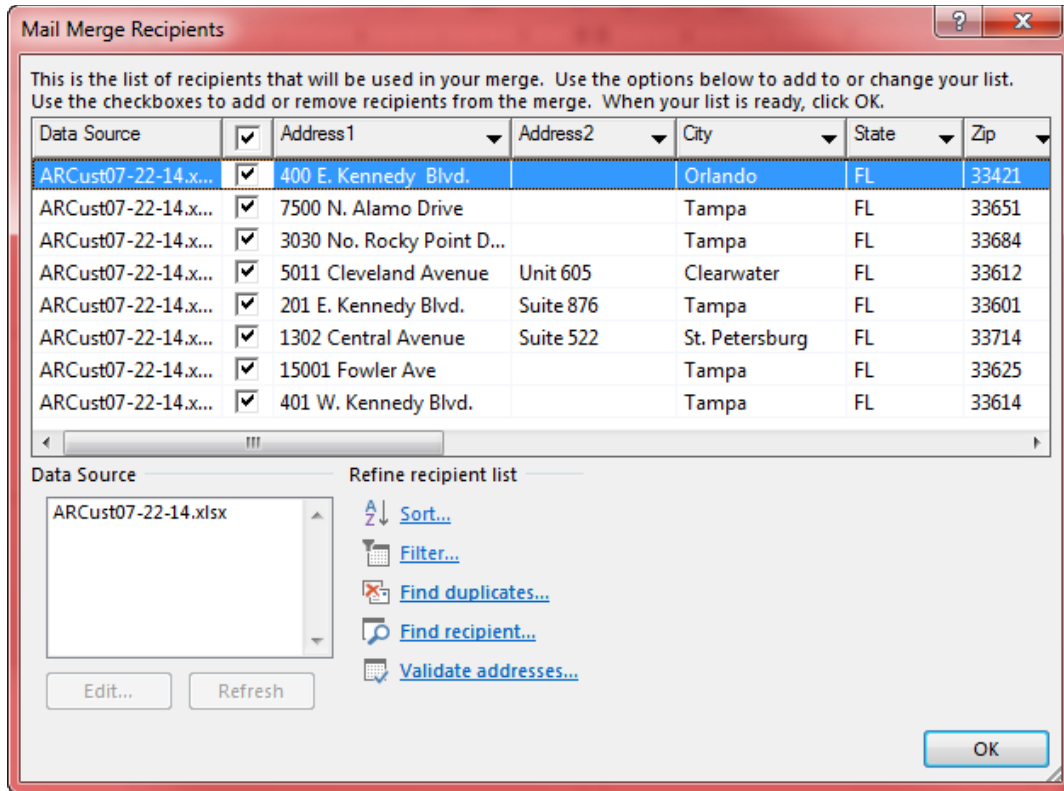 Mail Merge Recipients
This is the list of recipients that will be used in your merge.  Use the options below to add to or change your list.
Use the checkboxes to add or remove recipients from the merge.  When your list is ready, click OK.
Data Source Address1 Address2 City State Zip
ARCust07-22-14.x... 400 E. Kennedy  Blvd. Orlando FL 33421
ARCust07-22-14.x... 7500 N. Alamo Drive Tampa FL 33651
ARCust07-22-14.x... 3030 No. Rocky Point D... Tampa FL 33684
ARCust07-22-14.x... 5011 Cleveland Avenue Unit 605 Clearwater FL 33612
ARCust07-22-14.x... 201 E. Kennedy Blvd. Suite 876 Tampa FL 33601
ARCust07-22-14.x... 1302 Central Avenue Suite 522 St. Petersburg FL 33714
ARCust07-22-14.x... 15001 Fowler Ave Tampa FL 33625
ARCust07-22-14.x... 401 W. Kennedy Blvd. Tampa FL 33614
Data Source Refine recipient list
ARCust07-22-14.xlsx
Sort...
Filter...
Find duplicates...
Find recipient...
Validate addresses...
Edit... Refresh
OK